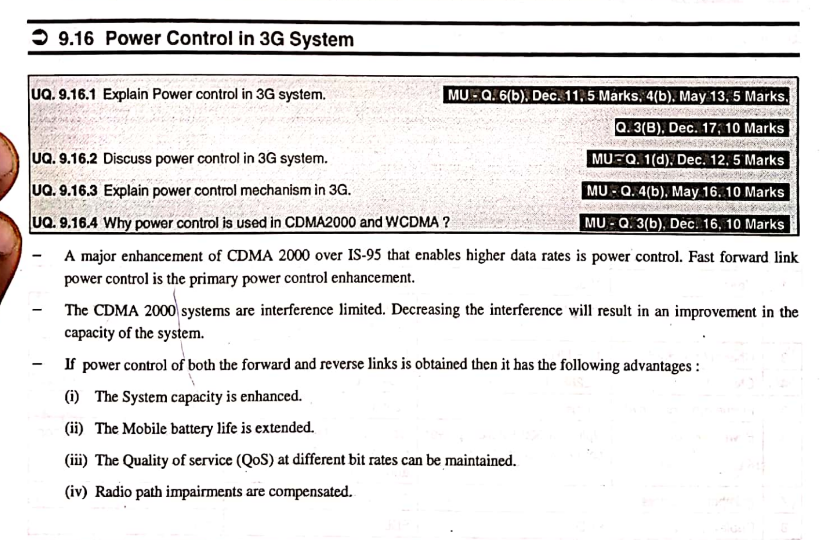 ➲ 9.16 Power Control in 3G System
UQ. 9.16.1 Explain Power control in 3G system. MU - Q. 6(b), Dec. 11, 5 Marks, 4(b), May 13, 5 Marks,
Q. 3(B), Dec. 17, 10 Marks
UQ. 9.16.2 Discuss power control in 3G system. MU - Q. 1(d), Dec. 12, 5 Marks
UQ. 9.16.3 Explain power control mechanism in 3G. MU - Q. 4(b), May 16, 10 Marks
UQ. 9.16.4 Why power control is used in CDMA2000 and WCDMA ? MU - Q. 3(b), Dec. 16, 10 Marks
– A major enhancement of CDMA 2000 over IS-95 that enables higher data rates is power control. Fast forward link
power control is the primary power control enhancement.
– The CDMA 2000 systems are interference limited. Decreasing the interference will result in an improvement in the
capacity of the system.
– If power control of both the forward and reverse links is obtained then it has the following advantages :
(i) The System capacity is enhanced.
(ii) The Mobile battery life is extended.
(iii) The Quality of service (QoS) at different bit rates can be maintained.
(iv) Radio path impairments are compensated.